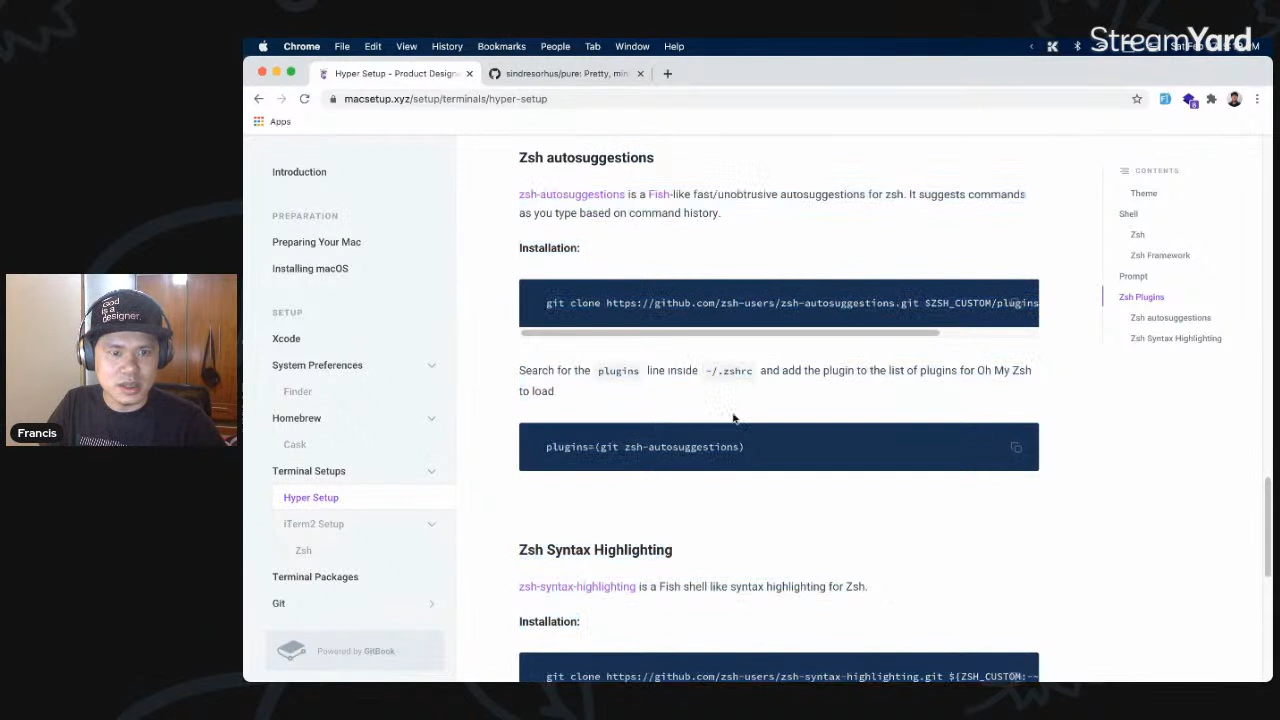 StreamYard
Chrome File Edit View History Bookmarks People Tab Window Help
Hyper Setup - Product Design
sindresorhus/pure: Pretty, min
macsetup.xyz/setup/terminals/hyper-setup
Apps
Introduction
PREPARATION
Preparing Your Mac
Installing macOS
SETUP
Xcode
System Preferences
Finder
Homebrew
Cask
Terminal Setups
Hyper Setup
iTerm2 Setup
Zsh
Terminal Packages
Git
Powered by GitBook
Zsh autosuggestions
zsh-autosuggestions is a Fish-like fast/unobtrusive autosuggestions for zsh. It suggests commands
as you type based on command history.
Installation:
git clone https://github.com/zsh-users/zsh-autosuggestions.git $ZSH_CUSTOM/plugins
Search for the plugins line inside ~/.zshrc and add the plugin to the list of plugins for Oh My Zsh
to load
plugins=(git zsh-autosuggestions)
Zsh Syntax Highlighting
zsh-syntax-highlighting is a Fish shell like syntax highlighting for Zsh.
Installation:
git clone https://github.com/zsh-users/zsh-syntax-highlighting.git ${ZSH_CUSTOM:-~
CONTENTS
Theme
Shell
Zsh
Zsh Framework
Prompt
Zsh Plugins
Zsh autosuggestions
Zsh Syntax Highlighting
God
is a
designer.
Francis